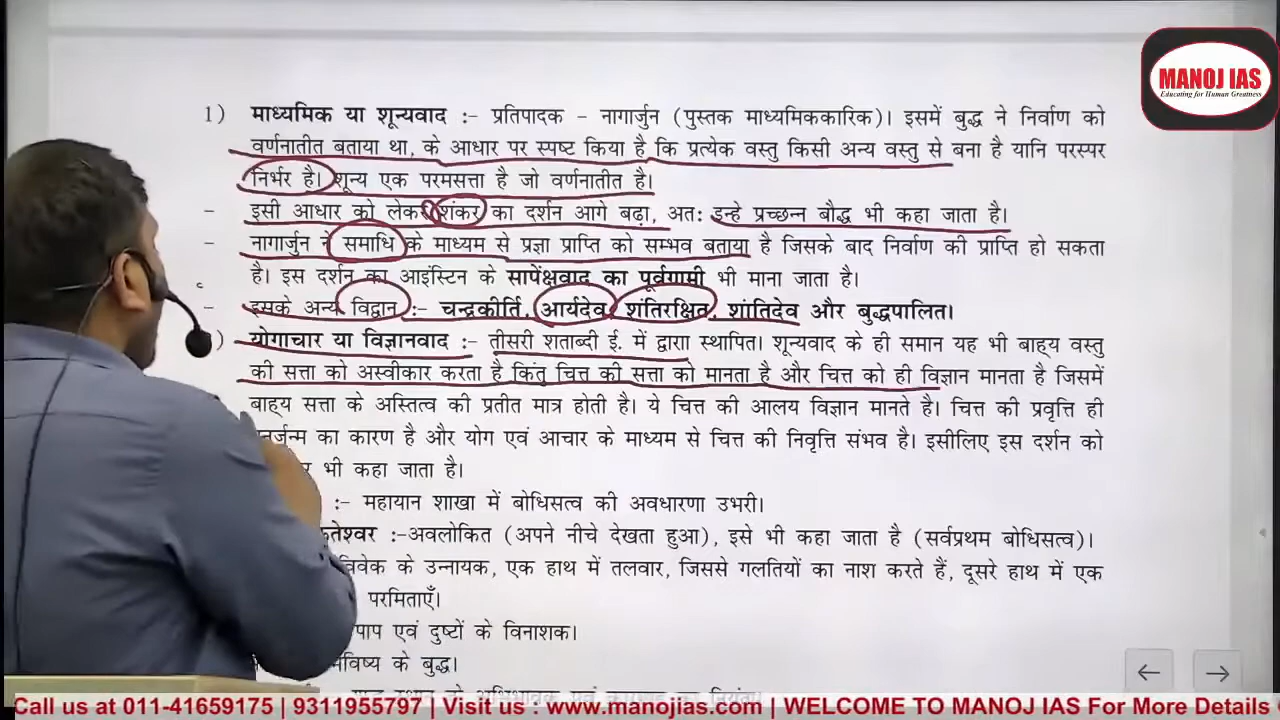 MANOJ IAS
Educating for Human Greatness
1) माध्यमिक या शून्यवाद :- प्रतिपादक - नागार्जुन (पुस्तक माध्यमिककारिक)। इसमें बुद्ध ने निर्वाण को
वर्णनातीत बताया था, के आधार पर स्पष्ट किया है कि प्रत्येक वस्तु किसी अन्य वस्तु से बना है यानि परस्पर
निर्भर है। शून्य एक परमसत्ता है जो वर्णनातीत है।
- इसी आधार को लेकर शंकर का दर्शन आगे बढ़ा, अतः इन्हे प्रच्छन्न बौद्ध भी कहा जाता है।
- नागार्जुन ने समाधि के माध्यम से प्रज्ञा प्राप्ति को सम्भव बताया है जिसके बाद निर्वाण की प्राप्ति हो सकता
है। इस दर्शन का आइंस्टिन के सापेंक्षवाद का पूर्वगामी भी माना जाता है।
- इसके अन्य विद्वान :- चन्द्रकीर्ति, आर्यदेव, शंतिरक्षित, शांतिदेव और बुद्धपालित।
) योगाचार या विज्ञानवाद :- तीसरी शताब्दी ई. में द्वाराा स्थापित। शून्यवाद के ही समान यह भी बाह्य वस्तु
की सत्ता को अस्वीकार करता है किंतु चित्त की सत्ता को मानता है और चित्त को ही विज्ञान मानता है जिसमें
बाह्य सत्ता के अस्तित्व की प्रतीत मात्र होती है। ये चित्त की आलय विज्ञान मानते है। चित्त की प्रवृत्ति ही
नर्जन्म का कारण है और योग एवं आचार के माध्यम से चित्त की निवृत्ति संभव है। इसीलिए इस दर्शन को
भी कहा जाता है।
:- महायान शाखा में बोधिसत्व की अवधारणा उभरी।
तेश्वर :-अवलोकित (अपने नीचे देखता हुआ), इसे भी कहा जाता है (सर्वप्रथम बोधिसत्व)।
विवेक के उन्नायक, एक हाथ में तलवार, जिससे गलतियों का नाश करते हैं, दूसरे हाथ में एक
परमिताएँ।
पाप एवं दुष्टों के विनाशक।
भविष्य के बुद्ध।
Call us at 011-41659175 | 9311955797 | Visit us : www.manojias.com | WELCOME TO MANOJ IAS For More Details